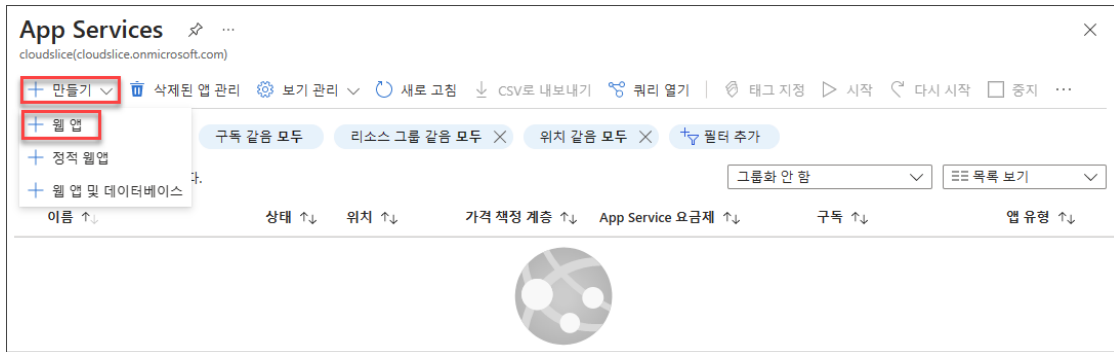 App Services ...
cloudslice(cloudslice.onmicrosoft.com)
만들기 삭제된 앱 관리 보기 관리 새로 고침 CSV로 내보내기 쿼리 열기 태그 지정 시작 다시 시작 중지 ...
웹 앱
구독 같음 모두 리소스 그룹 같음 모두 위치 같음 모두 필터 추가
정적 웹앱
다. 그룹화 안 함 목록 보기
웹 앱 및 데이터베이스
이름 상태 위치 가격 책정 계층 App Service 요금제 구독 앱 유형